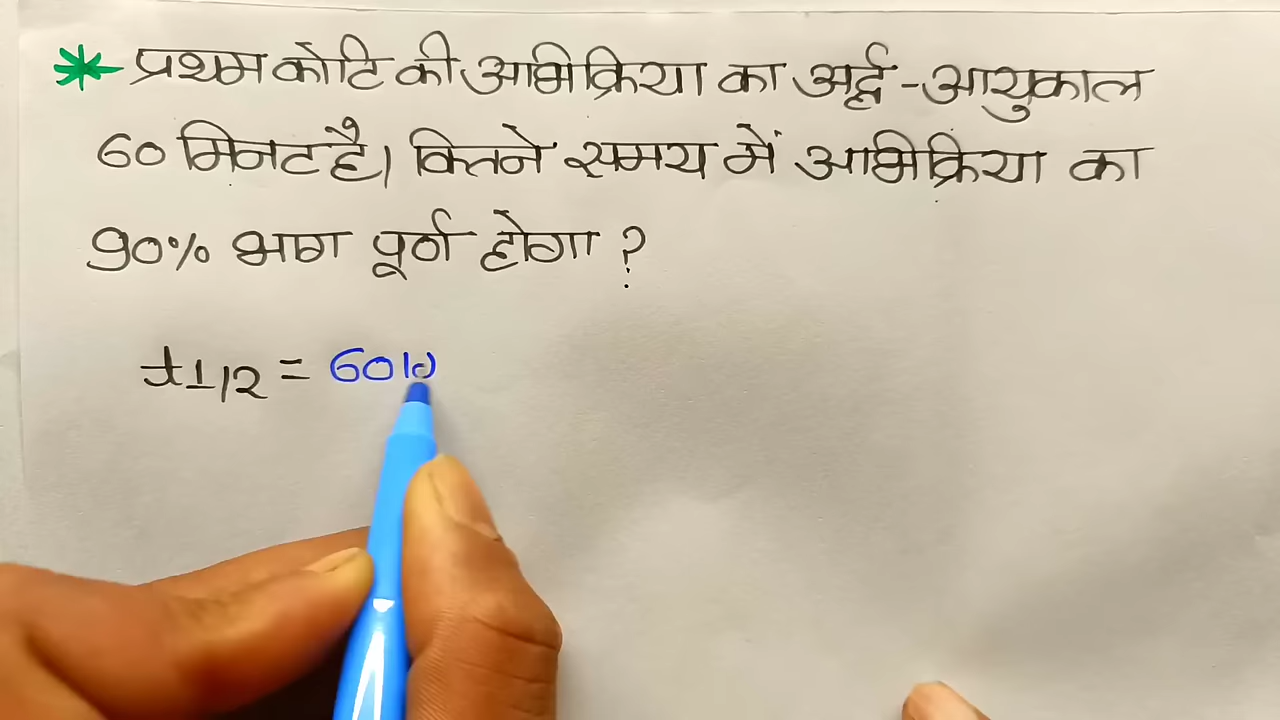 प्रथम कोटि की अभिक्रिया का अर्द्ध-आयुकाल
60 मिनट है। कितने समय में अभिक्रिया का
90% भाग पूर्ण होगा ?
t1/2 = 60